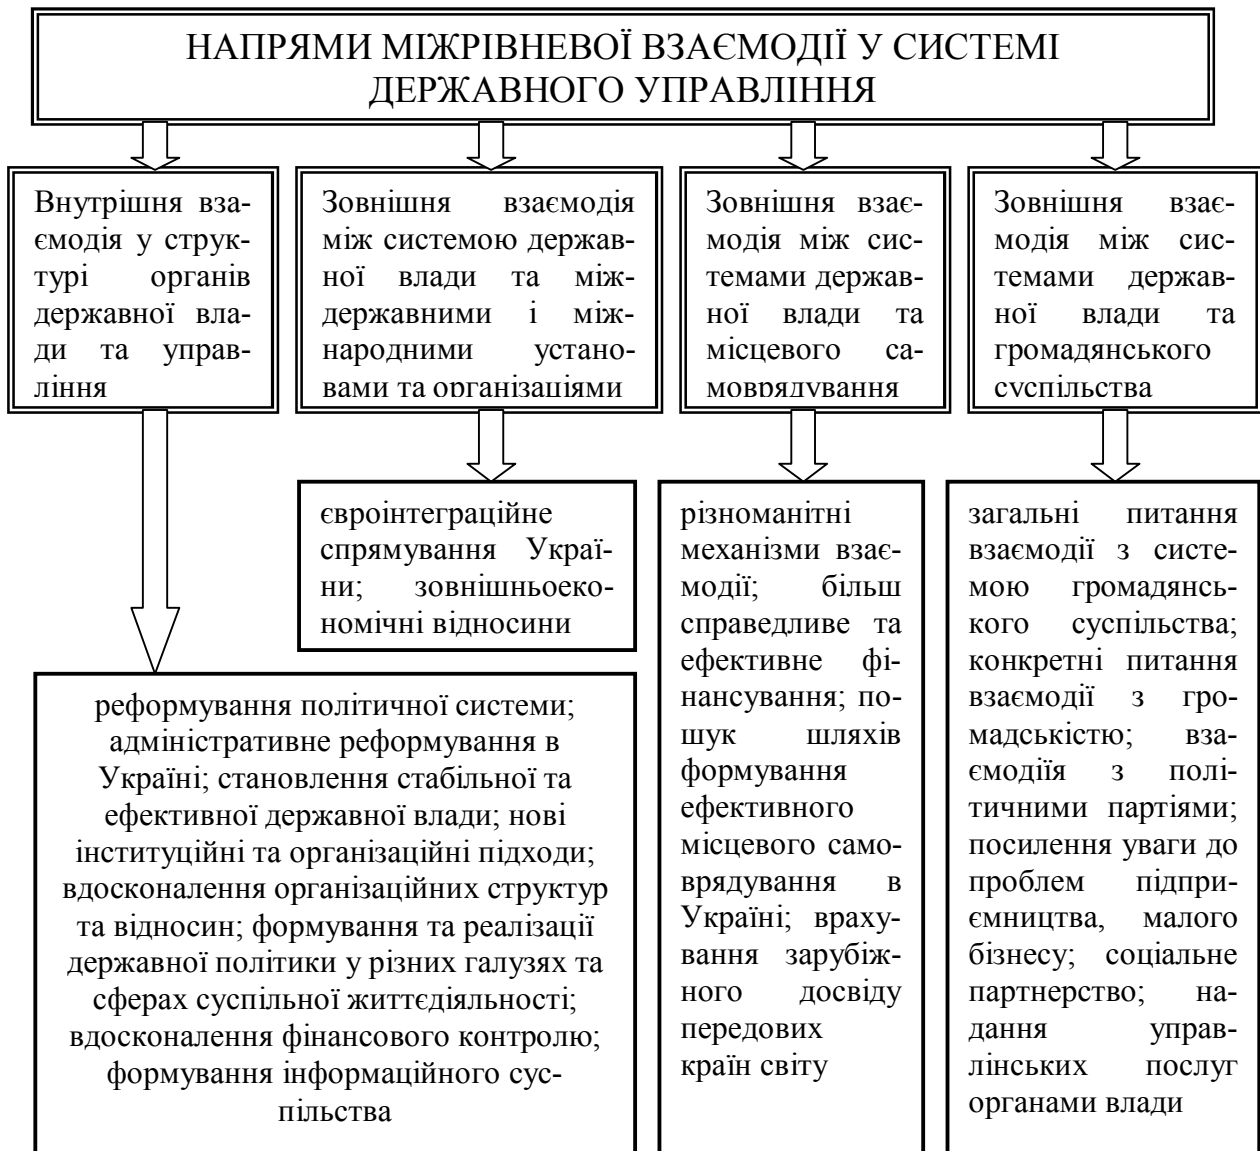 НАПРЯМИ МІЖРІВНЕВОЇ ВЗАЄМОДІЇ У СИСТЕМІ
ДЕРЖАВНОГО УПРАВЛІННЯ
Внутрішня вза-
ємодія у струк-
турі органів
державної вла-
ди та управ-
ління
Зовнішня взаємодія
між системою держав-
ної влади та між-
державними і між-
народними устано-
вами та організаціями
Зовнішня взає-
модія між сис-
темами держав-
ної влади та
місцевого са-
моврядування
Зовнішня взає-
модія між сис-
темами держав-
ної влади та
громадянського
суспільства
євроінтеграційне
спрямування Украї-
ни; зовнішньоеко-
номічні відносини
реформування політичної системи;
адміністративне реформування в
Україні; становлення стабільної та
ефективної державної влади; нові
інституційні та організаційні підходи;
вдосконалення організаційних структур
та відносин; формування та реалізації
державної політики у різних галузях та
сферах суспільної життєдіяльності;
вдосконалення фінансового контролю;
формування інформаційного сус-
пільства
різноманітні
механізми взає-
модії; більш
справедливе та
ефективне фі-
нансування; по-
шук шляхів
формування
ефективного
місцевого само-
врядування в
Україні; враху-
вання зарубіж-
ного досвіду
передових
країн світу
загальні питання
взаємодії з систе-
мою громадянсь-
кого суспільства;
конкретні питання
взаємодії з гро-
мадськістю; вза-
ємодіїя з полі-
тичними партіями;
посилення уваги до
проблем підпри-
ємництва, малого
бізнесу; соціальне
партнерство; на-
дання управ-
лінських послуг
органами влади